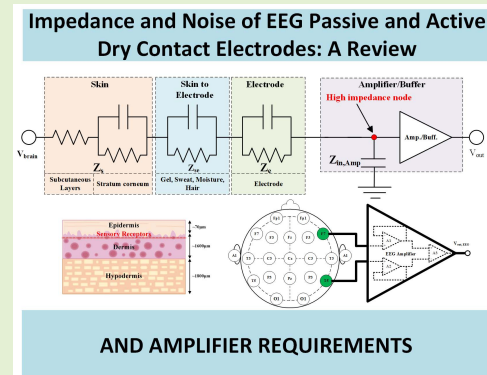 Impedance and Noise of EEG Passive and Active
Dry Contact Electrodes: A Review
Skin
Skin to
Electrode
Electrode
Amplifier/Buffer
High impedance node
Vbrain
Zs
Zse
Ze
Zin,Amp
Amp./Buff.
Vout
Subcutaneous
Layers
Stratum corneum
Gel, Sweat, Moisture,
Hair
Electrode
Epidermis
Sensory Receptors
Dermis
Hypodermis
~70µm
~1600µm
Fp1
Fp2
F7
F3
Fz
F4
A1
T3
C3
Cz
C4
T4
A2
T5
P3
Pz
P4
O1
O2
A1
A2
A3
EEG Amplifier
AND AMPLIFIER REQUIREMENTS